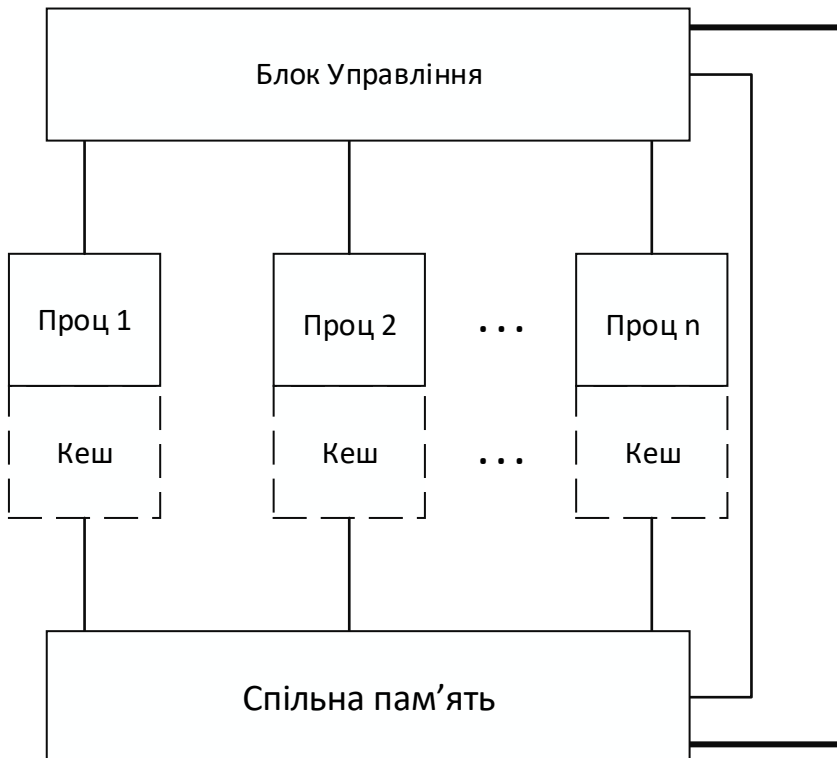 Блок Управління
Проц 1 Проц 2 ... Проц n
Кеш Кеш ... Кеш
Спільна пам’ять